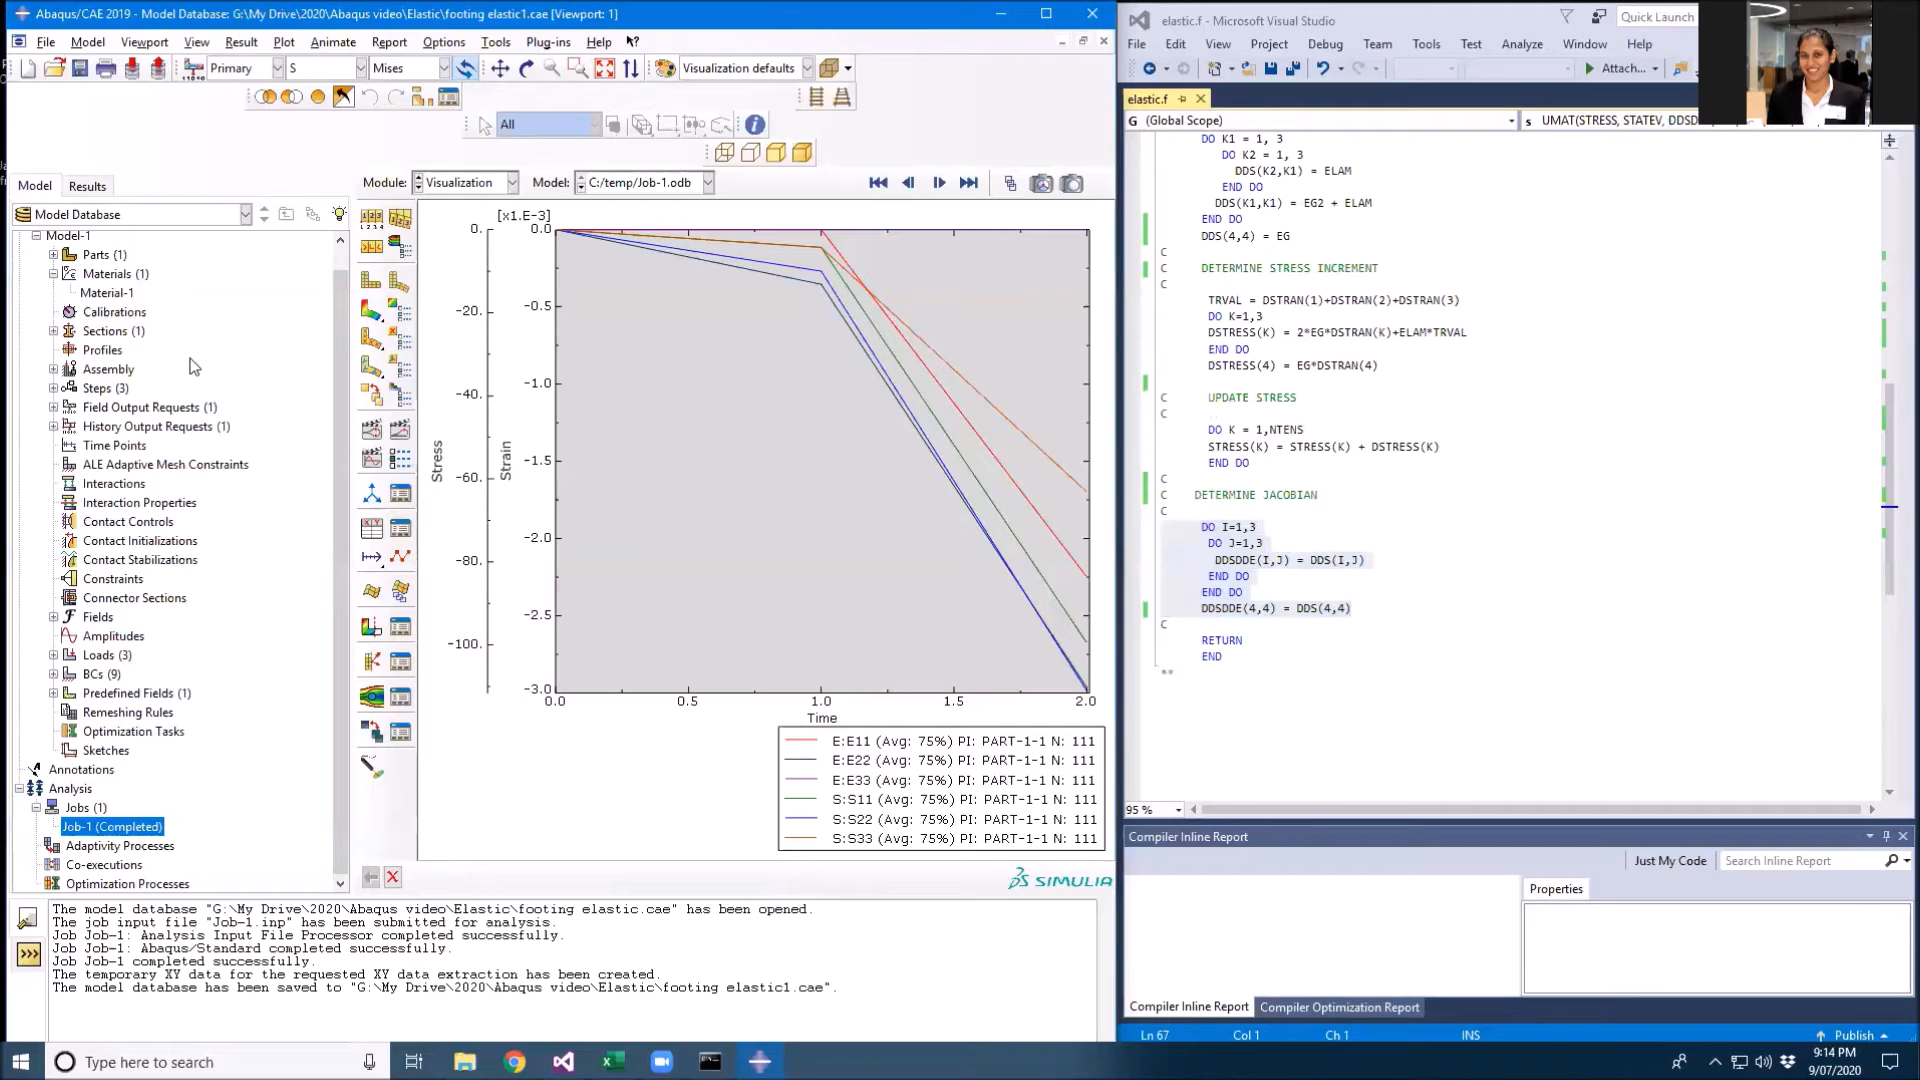 Abaqus/CAE 2019 - Model Database: G:\My Drive\2020\Abaqus video\Elastic\footing elastic1.cae [Viewport: 1]
File Model Viewport View Result Plot Animate Report Options Tools Plug-ins Help
Primary S Mises Visualization defaults
All
Model Results
Module: Visualization Model: C:/temp/Job-1.odb
Model Database
Model-1
Parts (1)
Materials (1)
Material-1
Calibrations
Sections (1)
Profiles
Assembly
Steps (3)
Field Output Requests (1)
History Output Requests (1)
Time Points
ALE Adaptive Mesh Constraints
Interactions
Interaction Properties
Contact Controls
Contact Initializations
Contact Stabilizations
Constraints
Connector Sections
Fields
Amplitudes
Loads (3)
BCs (9)
Predefined Fields (1)
Remeshing Rules
Optimization Tasks
Sketches
Annotations
Analysis
Jobs (1)
Job-1 (Completed)
Adaptivity Processes
Co-executions
Optimization Processes
[x1.E-3]
0.
-20.
-40.
-60.
-80.
-100.
Stress
0.0
-0.5
-1.0
-1.5
-2.0
-2.5
-3.0
Strain
0.0 0.5 1.0 1.5 2.0
Time
E:E11 (Avg: 75%) PI: PART-1-1 N: 111
E:E22 (Avg: 75%) PI: PART-1-1 N: 111
E:E33 (Avg: 75%) PI: PART-1-1 N: 111
S:S11 (Avg: 75%) PI: PART-1-1 N: 111
S:S22 (Avg: 75%) PI: PART-1-1 N: 111
S:S33 (Avg: 75%) PI: PART-1-1 N: 111
SIMULIA
The model database "G:\My Drive\2020\Abaqus video\Elastic\footing elastic.cae" has been opened.
The job input file "Job-1.inp" has been submitted for analysis.
Job Job-1: Analysis Input File Processor completed successfully.
Job Job-1: Abaqus/Standard completed successfully.
Job Job-1 completed successfully.
The temporary XY data for the requested XY data extraction has been created.
The model database has been saved to "G:\My Drive\2020\Abaqus video\Elastic\footing elastic1.cae".
elastic.f - Microsoft Visual Studio
Quick Launch
File Edit View Project Debug Team Tools Test Analyze Window Help
Attach...
elastic.f
(Global Scope) UMAT(STRESS, STATEV, DDSD
DO K1 = 1, 3
DO K2 = 1, 3
DDS(K2,K1) = ELAM
END DO
DDS(K1,K1) = EG2 + ELAM
END DO
DDS(4,4) = EG
C
C DETERMINE STRESS INCREMENT
C
TRVAL = DSTRAN(1)+DSTRAN(2)+DSTRAN(3)
DO K=1,3
DSTRESS(K) = 2*EG*DSTRAN(K)+ELAM*TRVAL
END DO
DSTRESS(4) = EG*DSTRAN(4)
C
C UPDATE STRESS
C
DO K = 1,NTENS
STRESS(K) = STRESS(K) + DSTRESS(K)
END DO
C
C DETERMINE JACOBIAN
C
DO I=1,3
DO J=1,3
DDSDDE(I,J) = DDS(I,J)
END DO
END DO
DDSDDE(4,4) = DDS(4,4)
C
RETURN
END
95 %
Compiler Inline Report
Just My Code Search Inline Report
Properties
Compiler Inline Report Compiler Optimization Report
Ln 67 Col 1 Ch 1 INS Publish
Type here to search
9:14 PM
9/07/2020